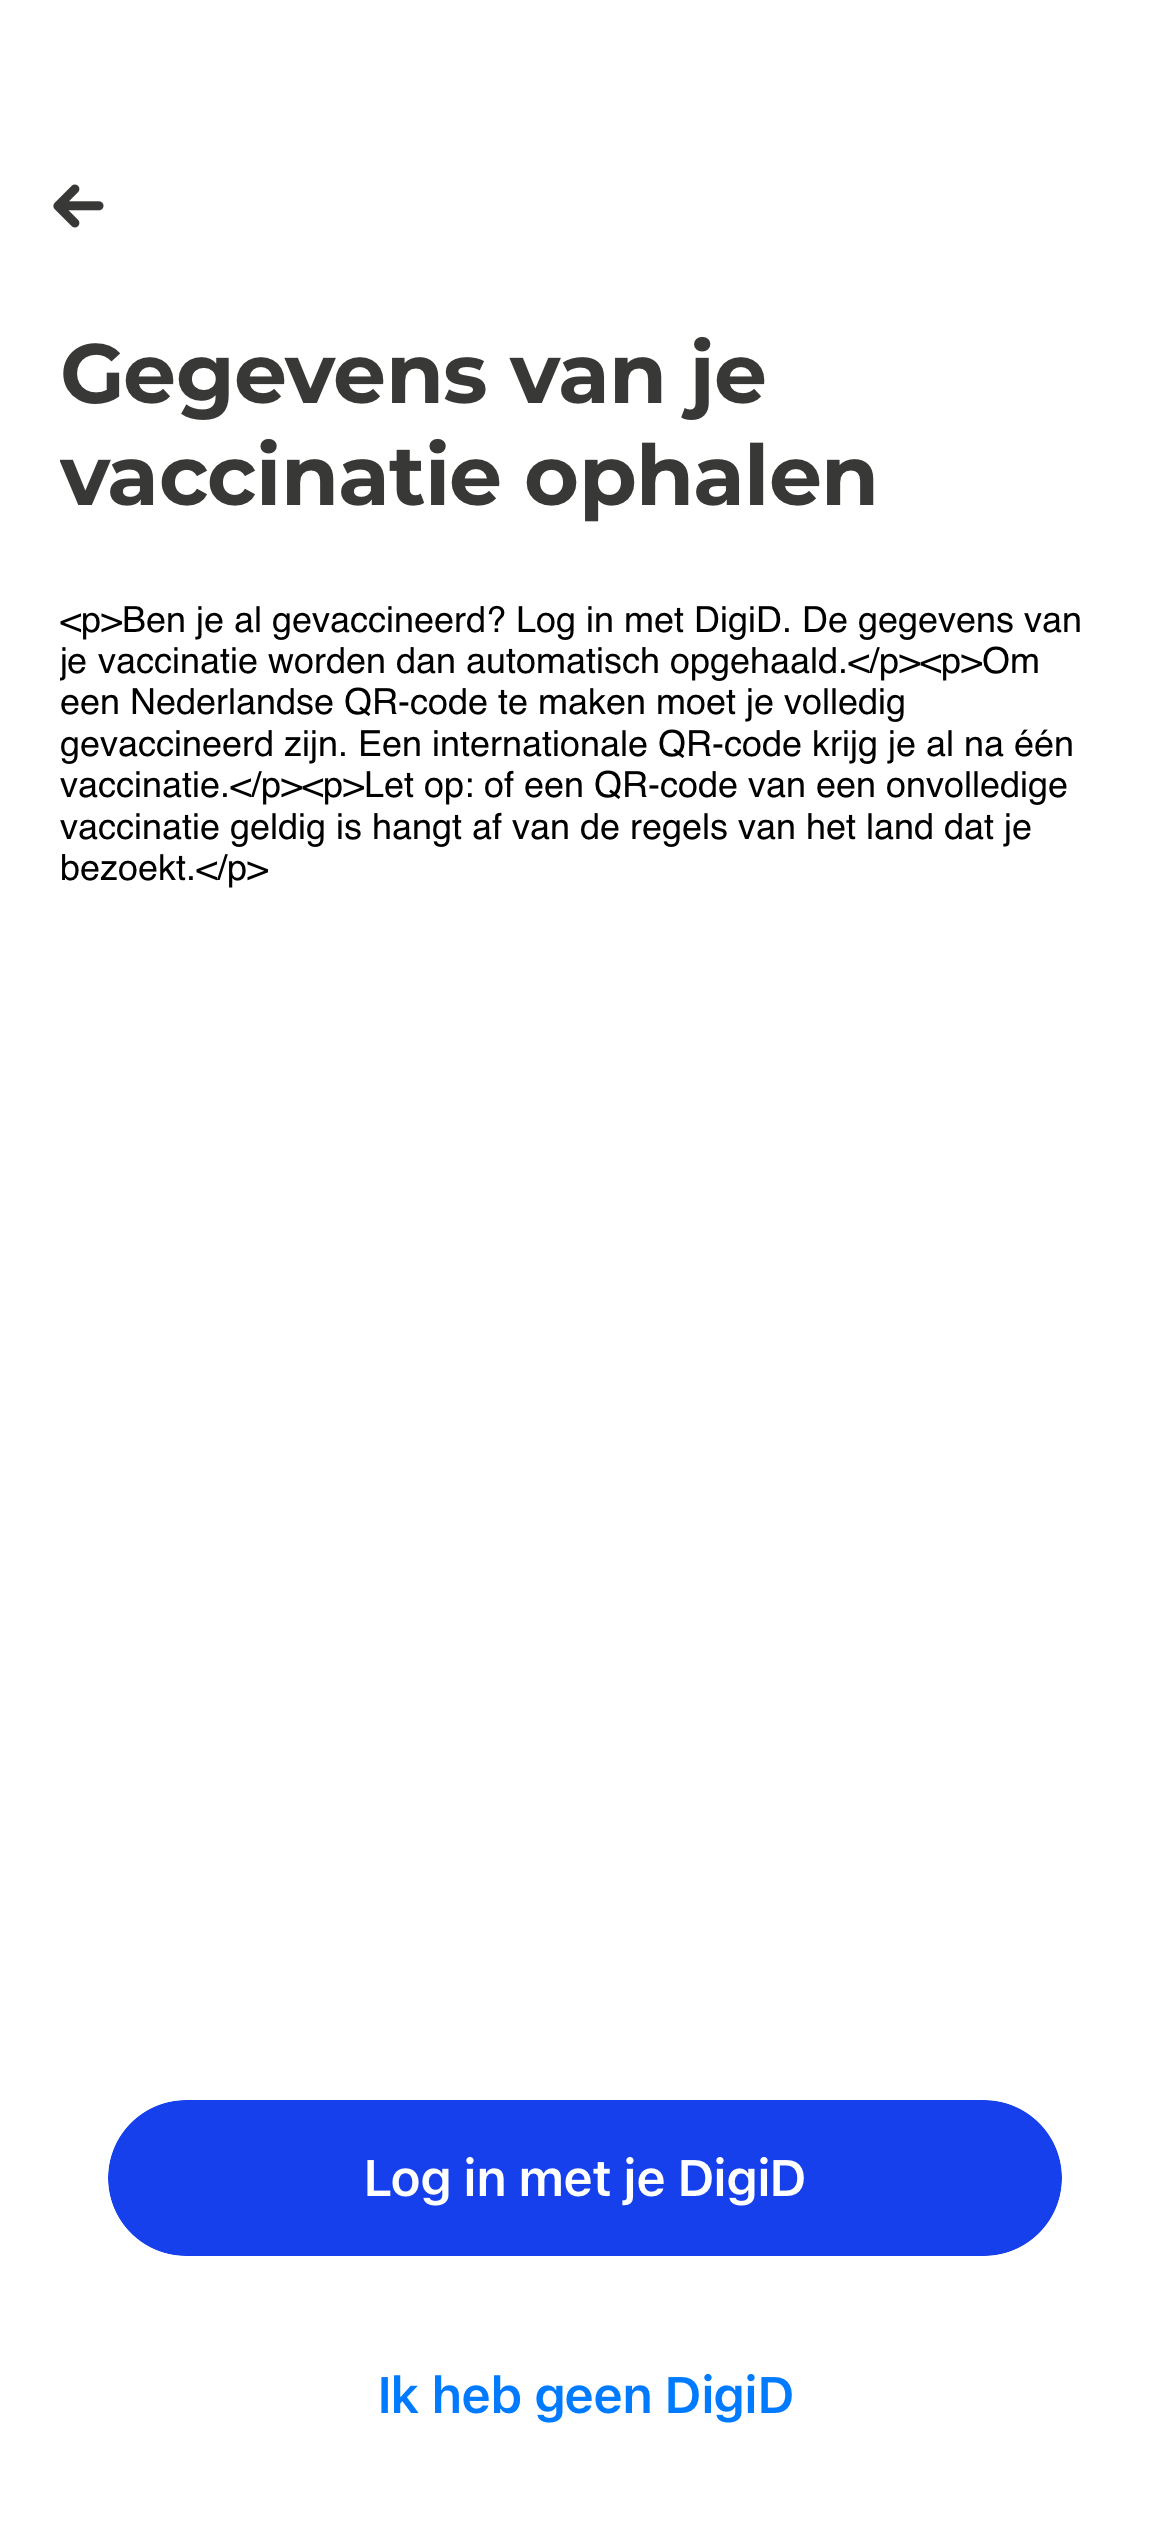 Gegevens van je
vaccinatie ophalen
<p>Ben je al gevaccineerd? Log in met DigiD. De gegevens van
je vaccinatie worden dan automatisch opgehaald.</p><p>Om
een Nederlandse QR-code te maken moet je volledig
gevaccineerd zijn. Een internationale QR-code krijg je al na één
vaccinatie.</p><p>Let op: of een QR-code van een onvolledige
vaccinatie geldig is hangt af van de regels van het land dat je
bezoekt.</p>
Log in met je DigiD
Ik heb geen DigiD